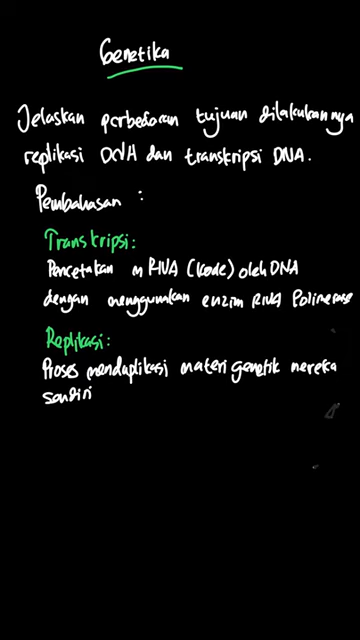 Genetika
Jelaskan perbedaan tujuan dilakukannya
replikasi DNA dan transkripsi DNA.
Pembahasan :
Transkripsi:
Pencetakan mRNA (kode) oleh DNA
dengan menggunakan enzim RNA Polimerase
Replikasi:
Proses menduplikasi materi genetik mereka
sendiri